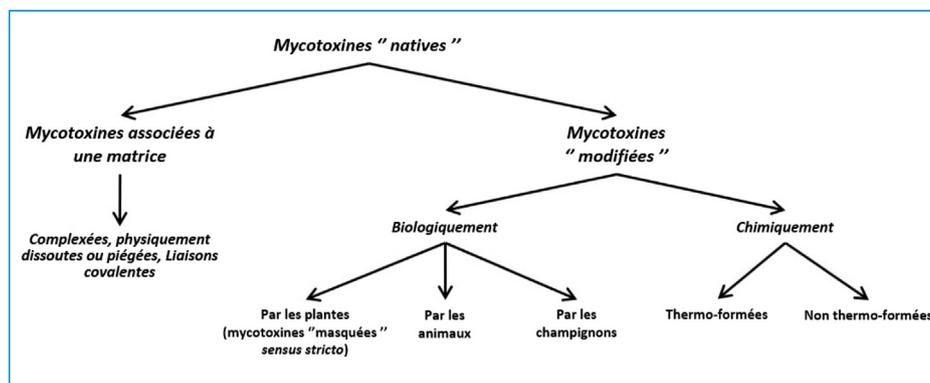 Mycotoxines ‘’ natives ’’
Mycotoxines associées à
une matrice
Mycotoxines
‘’ modifiées ’’
Complexées, physiquement
dissoutes ou piégées, Liaisons
covalentes
Biologiquement
Chimiquement
Par les plantes
(mycotoxines ‘’masquées ’’
sensus stricto)
Par les
animaux
Par les
champignons
Thermo-formées
Non thermo-formées